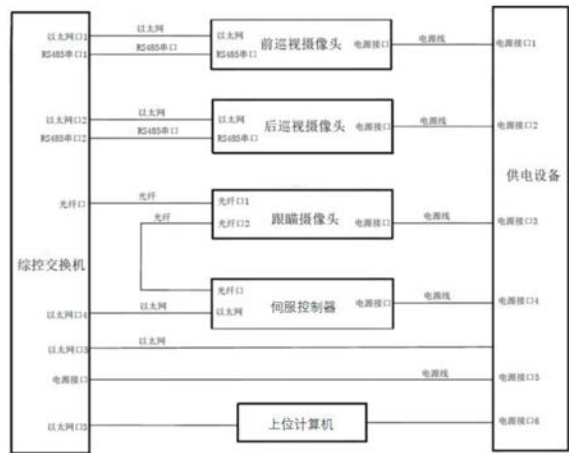 以太网口1 以太网 以太网 前巡视摄像头 电源接口 电源线 电源接口1
RS485串口1 RS485串口 RS485串口
以太网口2 以太网 以太网 后巡视摄像头 电源接口 电源线 电源接口2
RS485串口2 RS485串口 RS485串口
供电设备
光纤口 光纤 光纤口1
光纤 光纤口2 跟瞄摄像头 电源接口 电源线 电源接口3
综控交换机
光纤口
以太网口4 以太网 以太网 伺服控制器 电源接口 电源线 电源接口4
以太网口3 以太网
电源接口 电源线 电源接口5
以太网口3 上位计算机 电源接口6